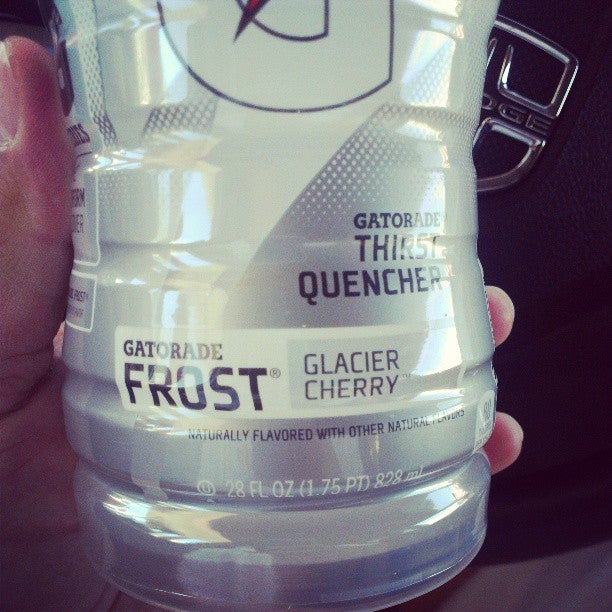 GATORADE
THIRST
QUENCHER
GATORADE
FROST®
GLACIER
CHERRY™
NATURALLY FLAVORED WITH OTHER NATURAL FLAVORS
28 FL OZ (1.75 PT) 828 mL